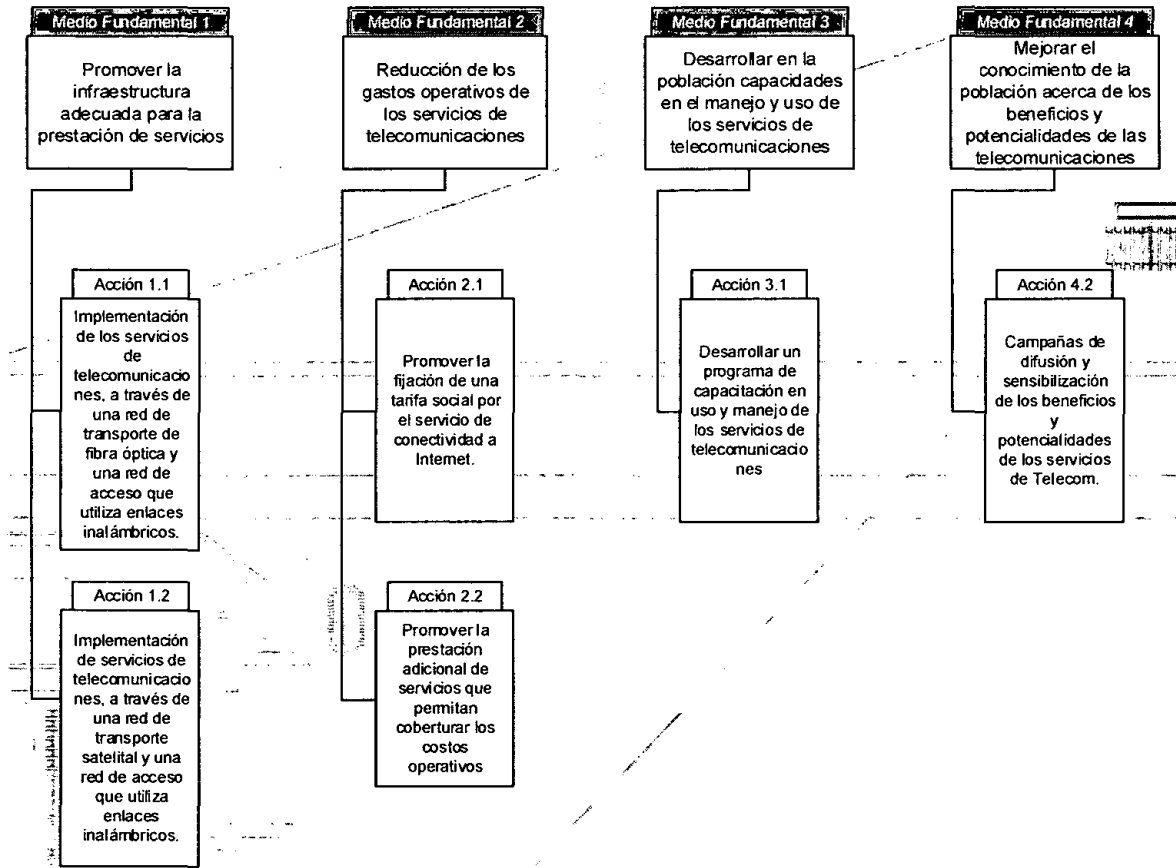 Medio Fundamental 1
Promover la
infraestructura
adecuada para la
prestación de servicios
Medio Fundamental 2
Reducción de los
gastos operativos de
los servicios de
telecomunicaciones
Medio Fundamental 3
Desarrollar en la
población capacidades
en el manejo y uso de
los servicios de
telecomunicaciones
Medio Fundamental 4
Mejorar el
conocimiento de la
población acerca de los
beneficios y
potencialidades de las
telecomunicaciones
Acción 1.1
Implementación
de los servicios
de
telecomunicacio
nes, a través de
una red de
transporte de
fibra óptica y
una red de
acceso que
utiliza enlaces
inalámbricos.
Acción 2.1
Promover la
fijación de una
tarifa social por
el servicio de
conectividad a
Internet.
Acción 3.1
Desarrollar un
programa de
capacitación en
uso y manejo de
los servicios de
telecomunicacio
nes
Acción 4.2
Campañas de
difusión y
sensibilización
de los beneficios
y
potencialidades
de los servicios
de Telecom.
Acción 1.2
Implementación
de servicios de
telecomunicacio
nes, a través de
una red de
transporte
satelital y una
red de acceso
que utiliza
enlaces
inalámbricos.
Acción 2.2
Promover la
prestación
adicional de
servicios que
permitan
coberturar los
costos
operativos